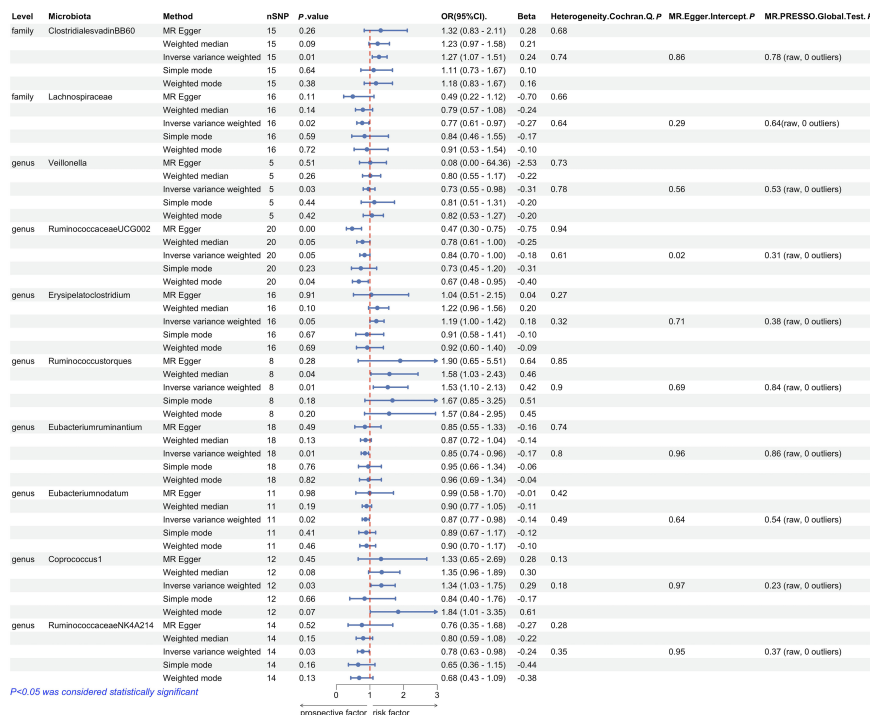 Level Microbiota Method nSNP P.value OR(95%CI). Beta Heterogeneity.Cochran.Q.P MR.Egger.Intercept.P MR.PRESSO.Global.Test.P
family ClostridialesvadinBB60 MR Egger 15 0.26 1.32 (0.83 - 2.11) 0.28 0.68
Weighted median 15 0.09 1.23 (0.97 - 1.58) 0.21
Inverse variance weighted 15 0.01 1.27 (1.07 - 1.51) 0.24 0.74 0.86 0.78 (raw, 0 outliers)
Simple mode 15 0.64 1.11 (0.73 - 1.67) 0.10
Weighted mode 15 0.38 1.18 (0.83 - 1.67) 0.16
family Lachnospiraceae MR Egger 16 0.11 0.49 (0.22 - 1.12) -0.70 0.66
Weighted median 16 0.14 0.79 (0.57 - 1.08) -0.24
Inverse variance weighted 16 0.02 0.77 (0.61 - 0.97) -0.27 0.64 0.29 0.64(raw, 0 outliers)
Simple mode 16 0.59 0.84 (0.46 - 1.55) -0.17
Weighted mode 16 0.72 0.91 (0.53 - 1.54) -0.10
genus Veillonella MR Egger 5 0.51 0.08 (0.00 - 64.36) -2.53 0.73
Weighted median 5 0.26 0.80 (0.55 - 1.17) -0.22
Inverse variance weighted 5 0.03 0.73 (0.55 - 0.98) -0.31 0.78 0.56 0.53 (raw, 0 outliers)
Simple mode 5 0.44 0.81 (0.51 - 1.31) -0.20
Weighted mode 5 0.42 0.82 (0.53 - 1.27) -0.20
genus RuminococcaceaeUCG002 MR Egger 20 0.00 0.47 (0.30 - 0.75) -0.75 0.94
Weighted median 20 0.05 0.78 (0.61 - 1.00) -0.25
Inverse variance weighted 20 0.05 0.84 (0.70 - 1.00) -0.18 0.61 0.02 0.31 (raw, 0 outliers)
Simple mode 20 0.23 0.73 (0.45 - 1.20) -0.31
Weighted mode 20 0.04 0.67 (0.48 - 0.95) -0.40
genus Erysipelatoclostridium MR Egger 16 0.91 1.04 (0.51 - 2.15) 0.04 0.27
Weighted median 16 0.10 1.22 (0.96 - 1.56) 0.20
Inverse variance weighted 16 0.05 1.19 (1.00 - 1.42) 0.18 0.32 0.71 0.38 (raw, 0 outliers)
Simple mode 16 0.67 0.91 (0.58 - 1.41) -0.10
Weighted mode 16 0.69 0.92 (0.60 - 1.40) -0.09
genus Ruminococcustorques MR Egger 8 0.28 1.90 (0.65 - 5.51) 0.64 0.85
Weighted median 8 0.04 1.58 (1.03 - 2.43) 0.46
Inverse variance weighted 8 0.01 1.53 (1.10 - 2.13) 0.42 0.9 0.69 0.84 (raw, 0 outliers)
Simple mode 8 0.18 1.67 (0.85 - 3.25) 0.51
Weighted mode 8 0.20 1.57 (0.84 - 2.95) 0.45
genus Eubacteriumruminantium MR Egger 18 0.49 0.85 (0.55 - 1.33) -0.16 0.74
Weighted median 18 0.13 0.87 (0.72 - 1.04) -0.14
Inverse variance weighted 18 0.01 0.85 (0.74 - 0.96) -0.17 0.8 0.96 0.86 (raw, 0 outliers)
Simple mode 18 0.76 0.95 (0.66 - 1.34) -0.06
Weighted mode 18 0.82 0.96 (0.69 - 1.34) -0.04
genus Eubacteriumnodatum MR Egger 11 0.98 0.99 (0.58 - 1.70) -0.01 0.42
Weighted median 11 0.19 0.90 (0.77 - 1.05) -0.11
Inverse variance weighted 11 0.02 0.87 (0.77 - 0.98) -0.14 0.49 0.64 0.54 (raw, 0 outliers)
Simple mode 11 0.41 0.89 (0.67 - 1.17) -0.12
Weighted mode 11 0.46 0.90 (0.70 - 1.17) -0.10
genus Coprococcus1 MR Egger 12 0.45 1.33 (0.65 - 2.69) 0.28 0.13
Weighted median 12 0.08 1.35 (0.96 - 1.89) 0.30
Inverse variance weighted 12 0.03 1.34 (1.03 - 1.75) 0.29 0.18 0.97 0.23 (raw, 0 outliers)
Simple mode 12 0.66 0.84 (0.40 - 1.76) -0.17
Weighted mode 12 0.07 1.84 (1.01 - 3.35) 0.61
genus RuminococcaceaeNK4A214 MR Egger 14 0.52 0.76 (0.35 - 1.68) -0.27 0.28
Weighted median 14 0.15 0.80 (0.59 - 1.08) -0.22
Inverse variance weighted 14 0.03 0.78 (0.63 - 0.98) -0.24 0.35 0.95 0.37 (raw, 0 outliers)
Simple mode 14 0.16 0.65 (0.36 - 1.15) -0.44
Weighted mode 14 0.13 0.68 (0.43 - 1.09) -0.38
P<0.05 was considered statistically significant
0 1 2 3
prospective factor risk factor